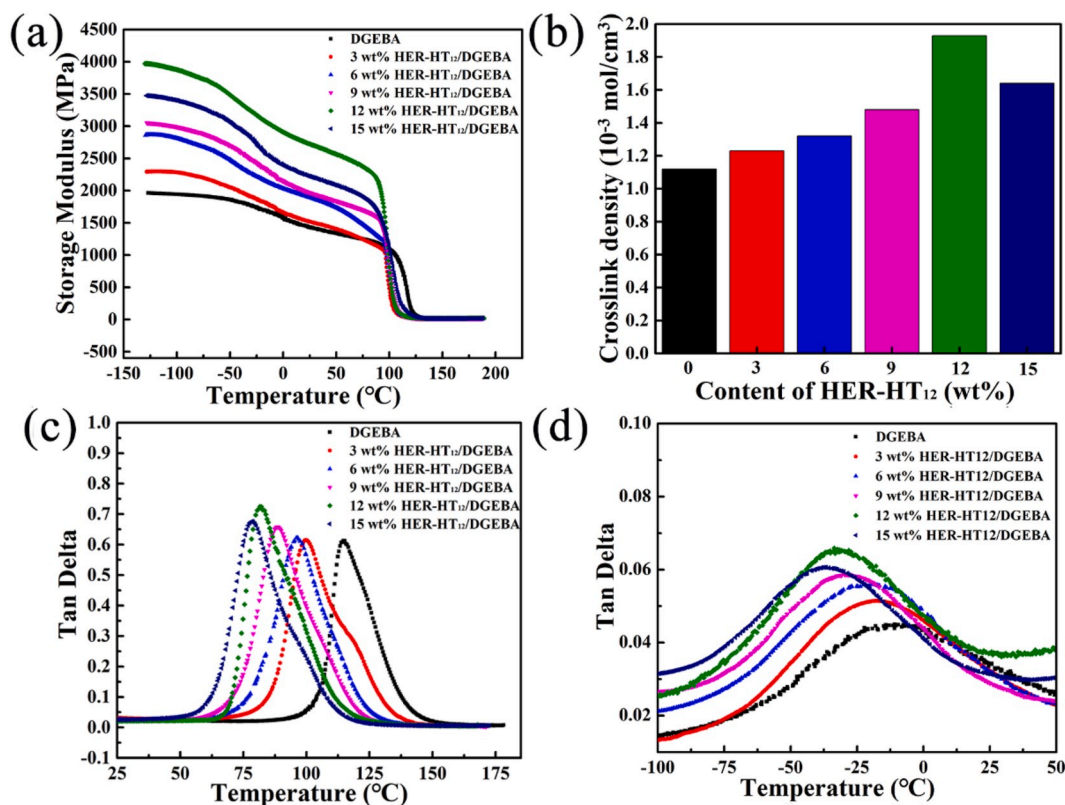 (a)
Storage Modulus (MPa)
4500
4000
3500
3000
2500
2000
1500
1000
500
0
-500
DGEBA
3 wt% HER-HT₁₂/DGEBA
6 wt% HER-HT₁₂/DGEBA
9 wt% HER-HT₁₂/DGEBA
12 wt% HER-HT₁₂/DGEBA
15 wt% HER-HT₁₂/DGEBA
-150 -100 -50 0 50 100 150 200
Temperature (℃)
(b)
Crosslink density (10⁻³ mol/cm³)
2.0
1.8
1.6
1.4
1.2
1.0
0.8
0.6
0.4
0.2
0.0
0 3 6 9 12 15
Content of HER-HT₁₂ (wt%)
(c)
Tan Delta
1.1
1.0
0.9
0.8
0.7
0.6
0.5
0.4
0.3
0.2
0.1
0.0
-0.1
DGEBA
3 wt% HER-HT₁₂/DGEBA
6 wt% HER-HT₁₂/DGEBA
9 wt% HER-HT₁₂/DGEBA
12 wt% HER-HT₁₂/DGEBA
15 wt% HER-HT₁₂/DGEBA
25 50 75 100 125 150 175
Temperature (℃)
(d)
Tan Delta
0.10
0.08
0.06
0.04
0.02
DGEBA
3 wt% HER-HT12/DGEBA
6 wt% HER-HT12/DGEBA
9 wt% HER-HT12/DGEBA
12 wt% HER-HT12/DGEBA
15 wt% HER-HT12/DGEBA
-100 -75 -50 -25 0 25 50
Temperature (℃)